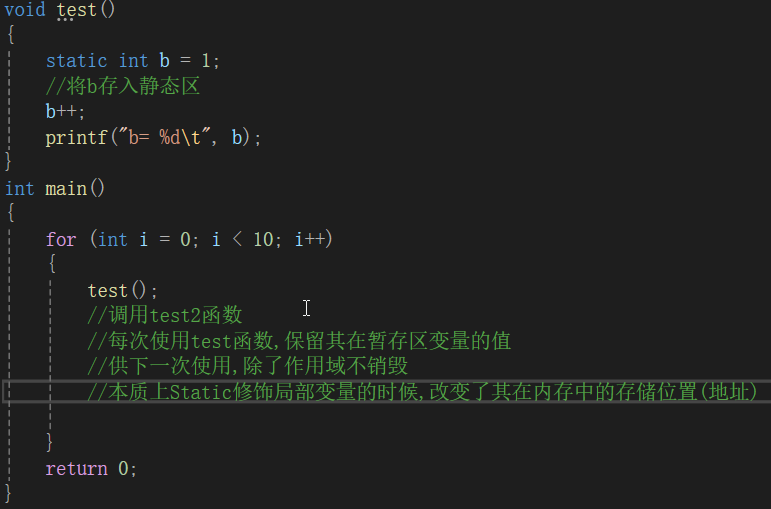 void test()
{
static int b = 1;
//将b存入静态区
b++;
printf("b= %d\t", b);
}
int main()
{
for (int i = 0; i < 10; i++)
{
test();
//调用test2函数
//每次使用test函数,保留其在暂存区变量的值
//供下一次使用,除了作用域不销毁
//本质上Static修饰局部变量的时候,改变了其在内存中的存储位置(地址)
}
return 0;
}